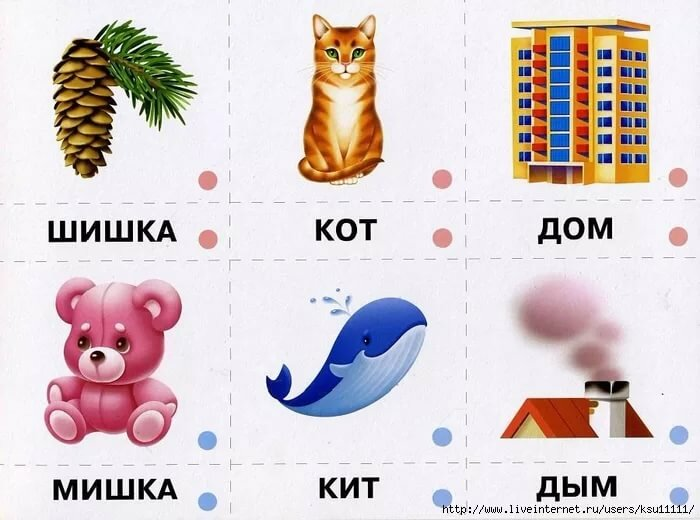 ШИШКА
КОТ
ДОМ
МИШКА
КИТ
ДЫМ
http://www.liveinternet.ru/users/ksu11111/